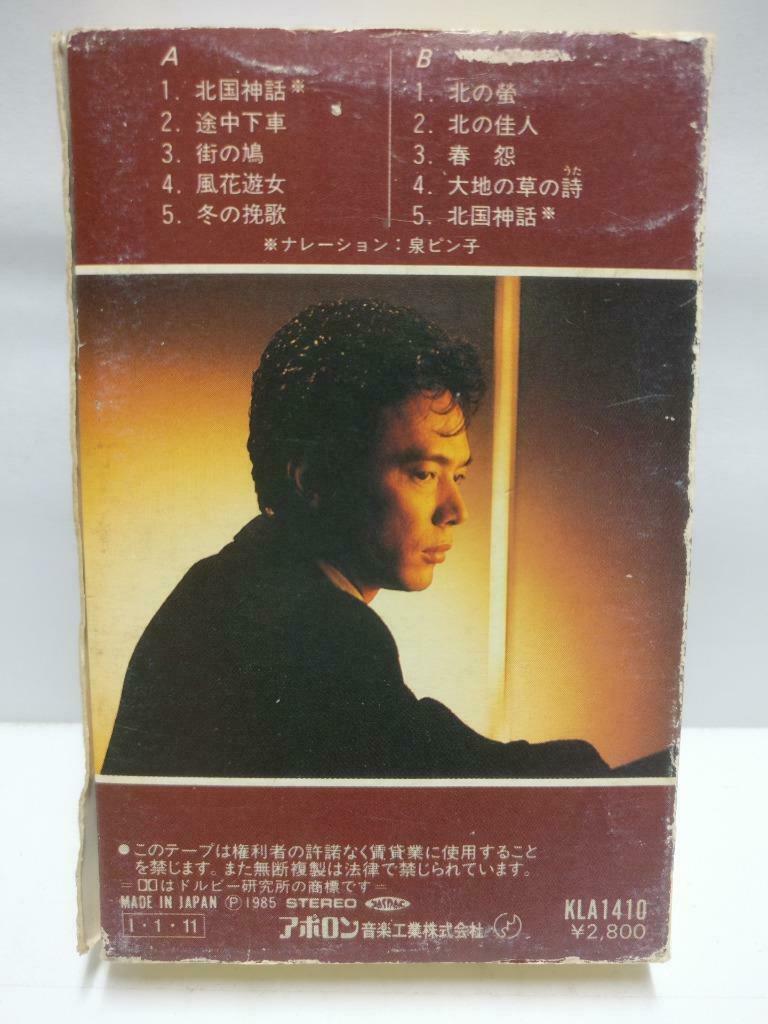 A
1. 北国神話※
2. 途中下車
3. 街の鳩
4. 風花遊女
5. 冬の挽歌
B
1. 北の螢
2. 北の佳人
3. 春 怨
うた
4. 大地の草の詩
5. 北国神話※
※ナレーション：泉ピン子
●このテープは権利者の許諾なく賃貸業に使用すること
を禁じます。また無断複製は法律で禁じられています。
=DDはドルビー研究所の商標です=
MADE IN JAPAN Ⓟ1985 STEREO JASRAC
1・1・11
アポロン音楽工業株式会社
KLA1410
¥2,800